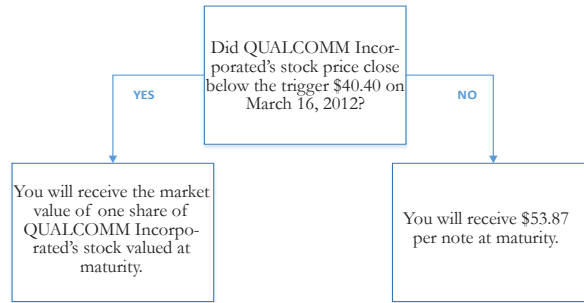 Did QUALCOMM Incor-
porated's stock price close
below the trigger $40.40 on
March 16, 2012?
YES
NO
You will receive the market
value of one share of
QUALCOMM Incorpo-
rated's stock valued at
maturity.
You will receive $53.87
per note at maturity.